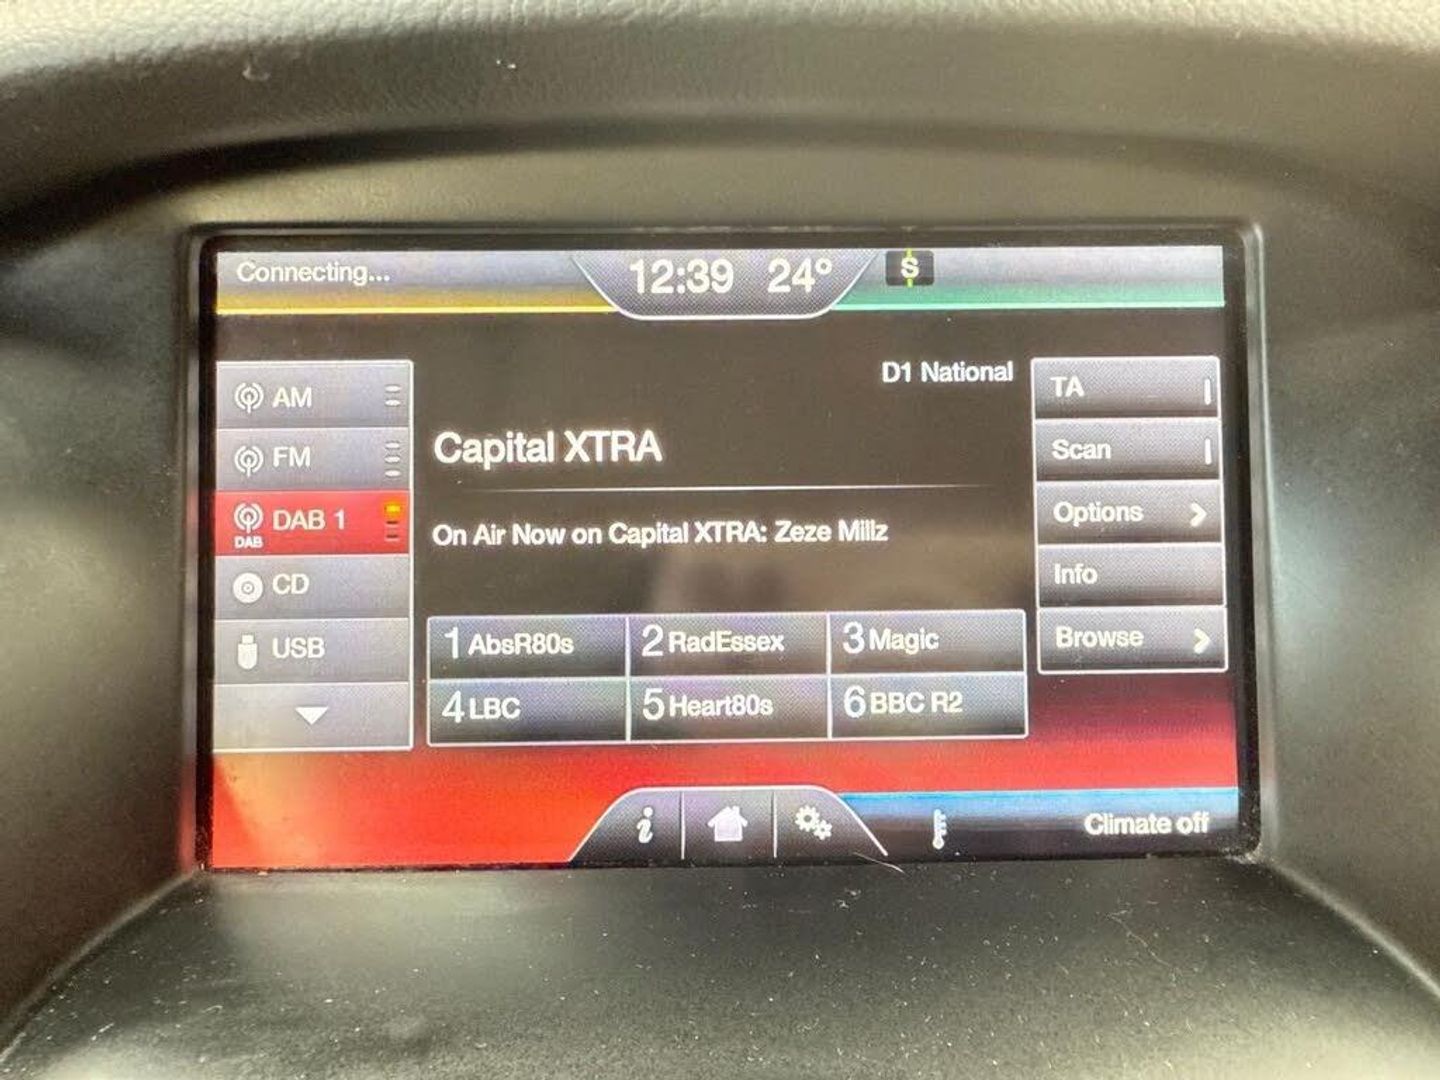 Connecting...
12:39 24°
S
AM
FM
DAB 1
DAB
CD
USB
D1 National
Capital XTRA
On Air Now on Capital XTRA: Zeze Millz
1 AbsR80s
2 RadEssex
3 Magic
4 LBC
5 Heart80s
6 BBC R2
TA
Scan
Options
Info
Browse
i
Climate off